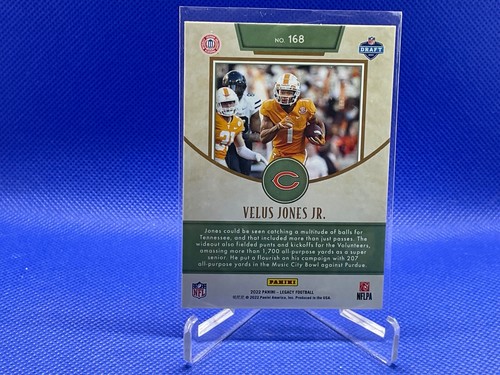 NO. 168
NFL
DRAFT
1
C
VELUS JONES JR.
Jones could be seen catching a multitude of balls for
Tennessee, and that included more than just passes. The
wideout also fielded punts and kickoffs for the Volunteers,
amassing more than 1,700 all-purpose yards as a super
senior. He put a flourish on his campaign with 207
all-purpose yards in the Music City Bowl against Purdue.
PANINI
2022 PANINI - LEGACY FOOTBALL
© 2022 Panini America, Inc. Produced in the USA.
NFL
NFLPA